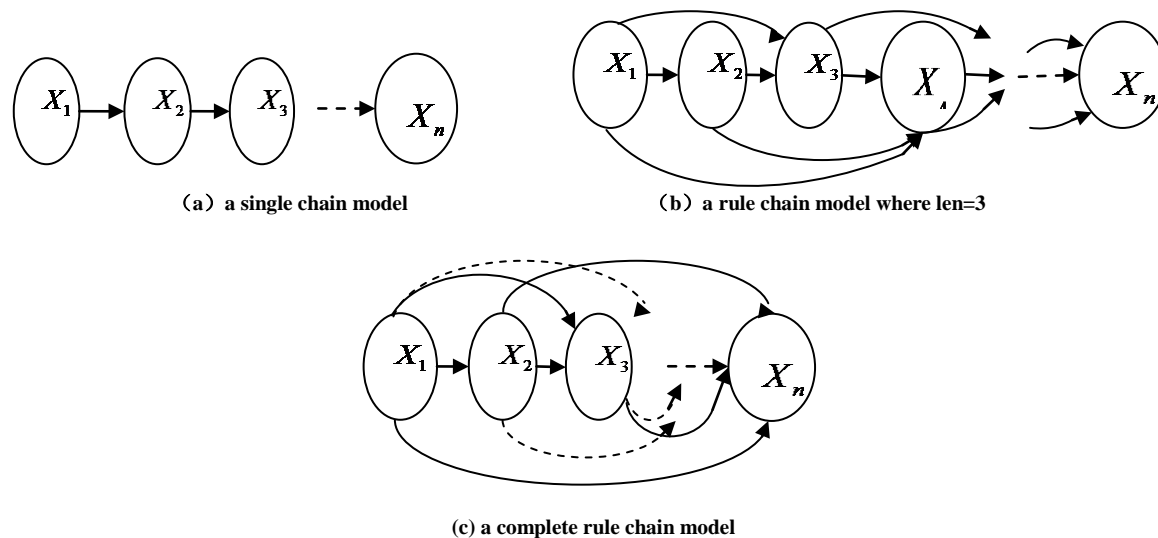 X₁ X₂ X₃ Xₙ
(a) a single chain model
X₁ X₂ X₃ X₄ Xₙ
(b) a rule chain model where len=3
X₁ X₂ X₃ Xₙ
(c) a complete rule chain model